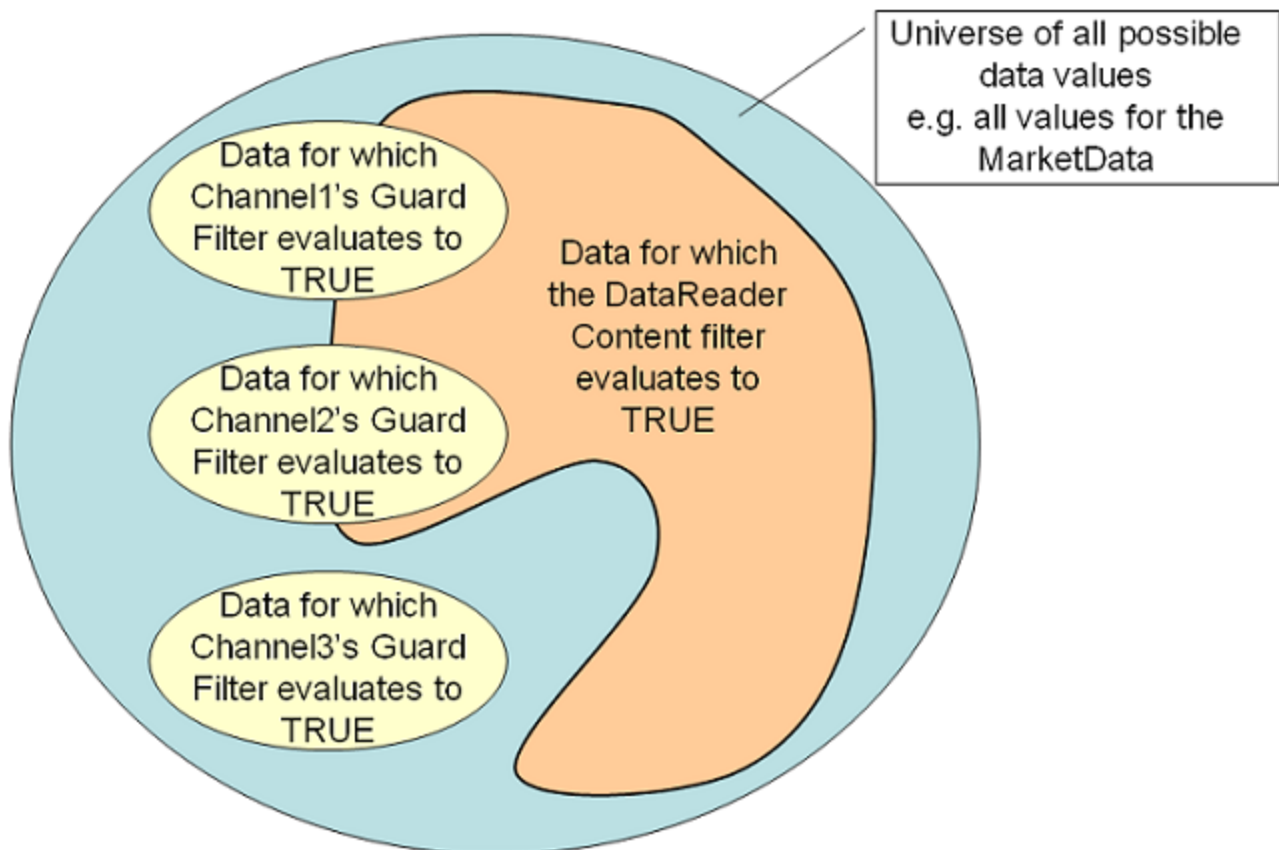 Universe of all possible
data values
e.g. all values for the
MarketData
Data for which
Channel1's Guard
Filter evaluates to
TRUE
Data for which
the DataReader
Content filter
evaluates to
TRUE
Data for which
Channel2's Guard
Filter evaluates to
TRUE
Data for which
Channel3's Guard
Filter evaluates to
TRUE